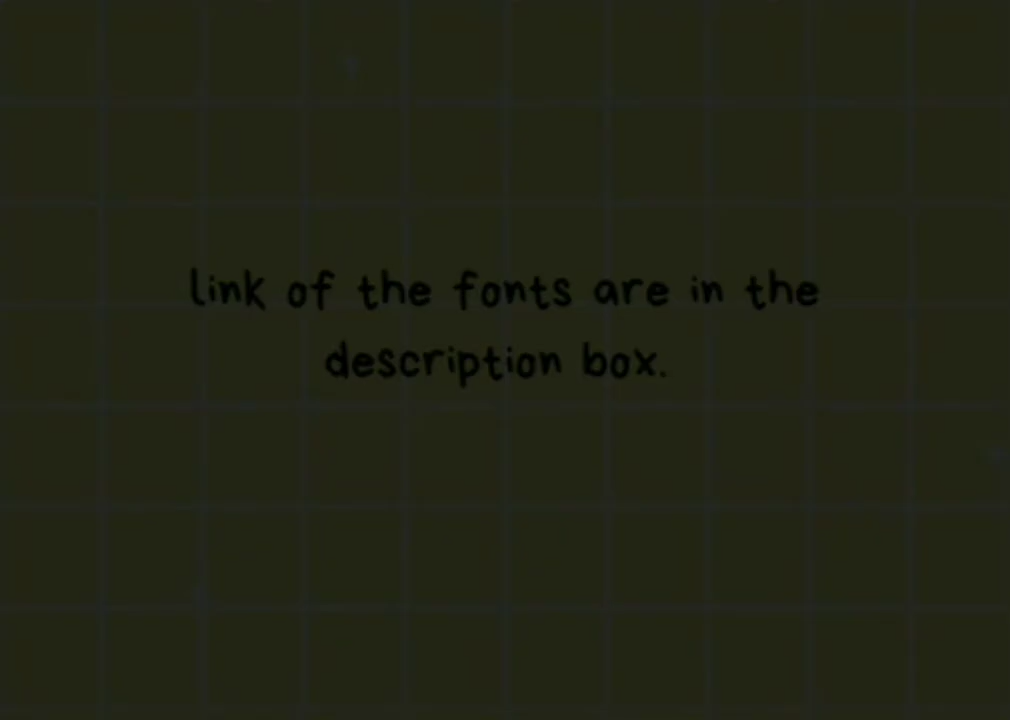 link of the fonts are in the
description box.